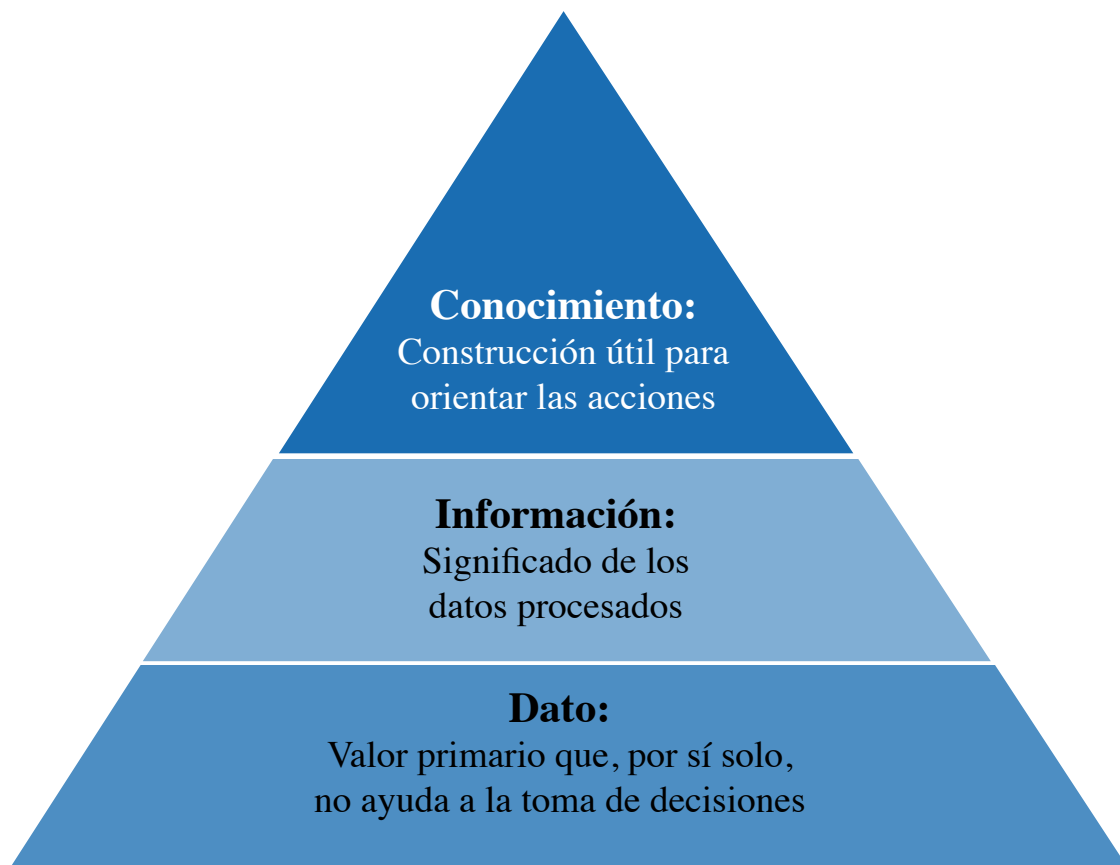 Conocimiento:
Construcción útil para
orientar las acciones
Información:
Significado de los
datos procesados
Dato:
Valor primario que, por sí solo,
no ayuda a la toma de decisiones